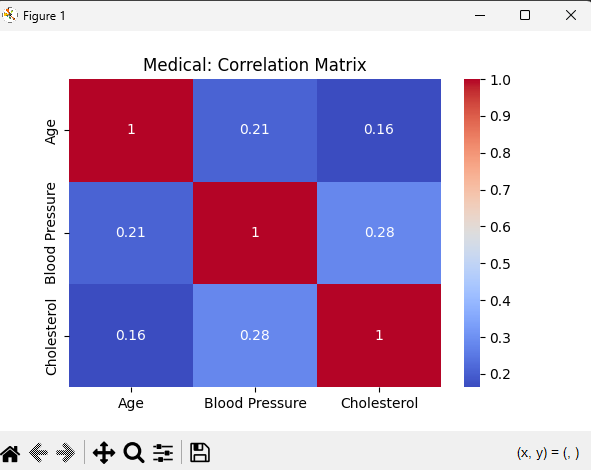 Figure 1
Medical: Correlation Matrix
Age
1
0.21
0.16
Blood Pressure
0.21
1
0.28
Cholesterol
0.16
0.28
1
Age
Blood Pressure
Cholesterol
1.0
0.9
0.8
0.7
0.6
0.5
0.4
0.3
0.2
(x, y) = (, )